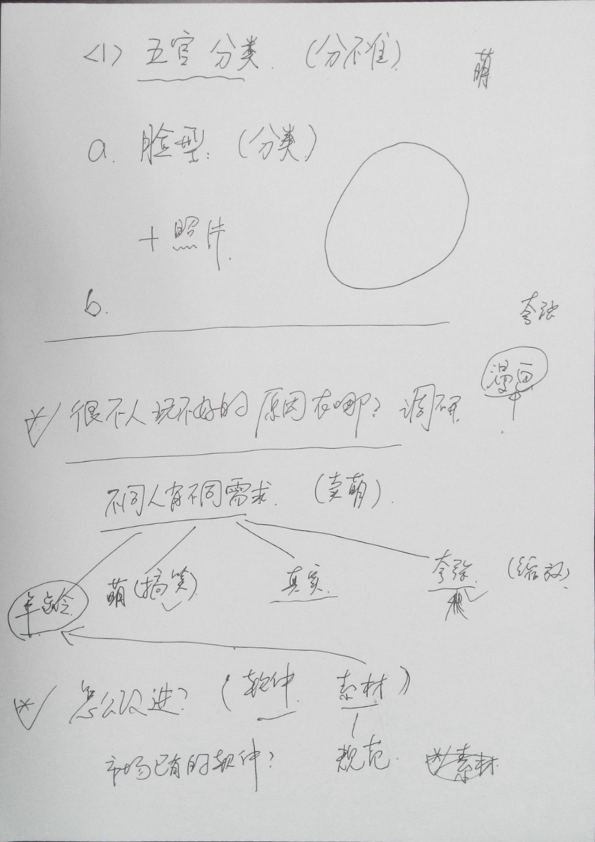 <1> 五官分类 (分不准)
萌
a. 脸型: (分类)
+ 照片
b.
夸张
漫画
很不人玩不好的原因在哪? 调研
不同人有不同需求 (卖萌)
年龄 萌(搞笑) 真实 夸张 (缩放)
怎么改进? (软件 素材)
市场已有的软件? 规范 素材